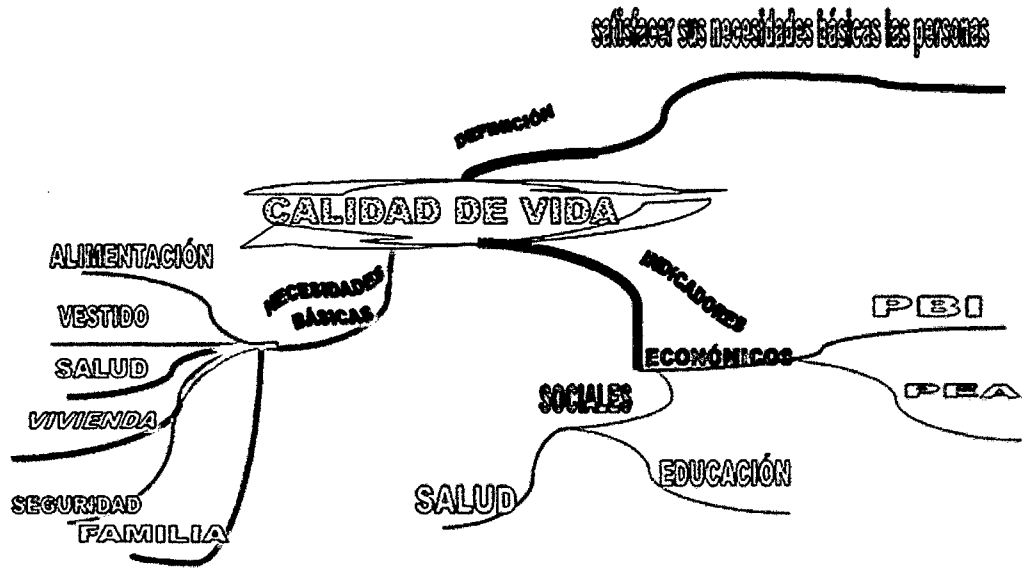 satisfacer sus necesidades básicas las personas
DEFINICIÓN
CALIDAD DE VIDA
ALIMENTACIÓN
VESTIDO
SALUD
VIVIENDA
SEGURIDAD
FAMILIA
NECESIDADES
BÁSICAS
INDICADORES
ECONÓMICOS
PBI
PEA
SOCIALES
SALUD
EDUCACIÓN